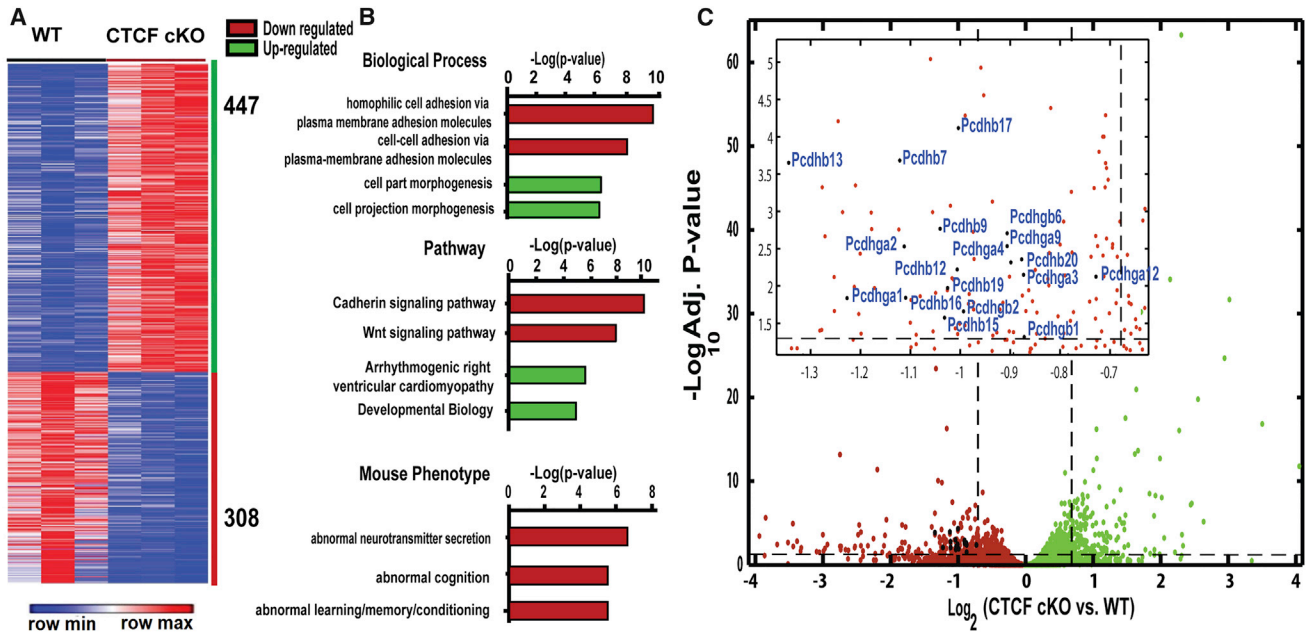 A
WT
CTCF cKO
447
308
row min
row max
Down regulated
Up-regulated
B
Biological Process
-Log(p-value)
0 2 4 6 8 10
homophilic cell adhesion via
plasma membrane adhesion molecules
cell-cell adhesion via
plasma-membrane adhesion molecules
cell part morphogenesis
cell projection morphogenesis
Pathway
-Log(p-value)
0 2 4 6 8 10
Cadherin signaling pathway
Wnt signaling pathway
Arrhythmogenic right
ventricular cardiomyopathy
Developmental Biology
Mouse Phenotype
-Log(p-value)
0 2 4 6 8
abnormal neurotransmitter secretion
abnormal cognition
abnormal learning/memory/conditioning
C
-Log10 Adj. P-value
60
50
40
30
20
10
0
5
4.5
4
3.5
3
2.5
2
1.5
Pcdhb17
Pcdhb13
Pcdhb7
Pcdhb9
Pcdhgb6
Pcdhga9
Pcdhga2
Pcdhga4
Pcdhb12
Pcdhb20
Pcdhga3
Pcdhga12
Pcdhb19
Pcdhga1
Pcdhb16
Pcdhgb2
Pcdhb15
Pcdhgb1
-1.3 -1.2 -1.1 -1 -0.9 -0.8 -0.7
-4 -3 -2 -1 0 1 2 3 4
Log2 (CTCF cKO vs. WT)